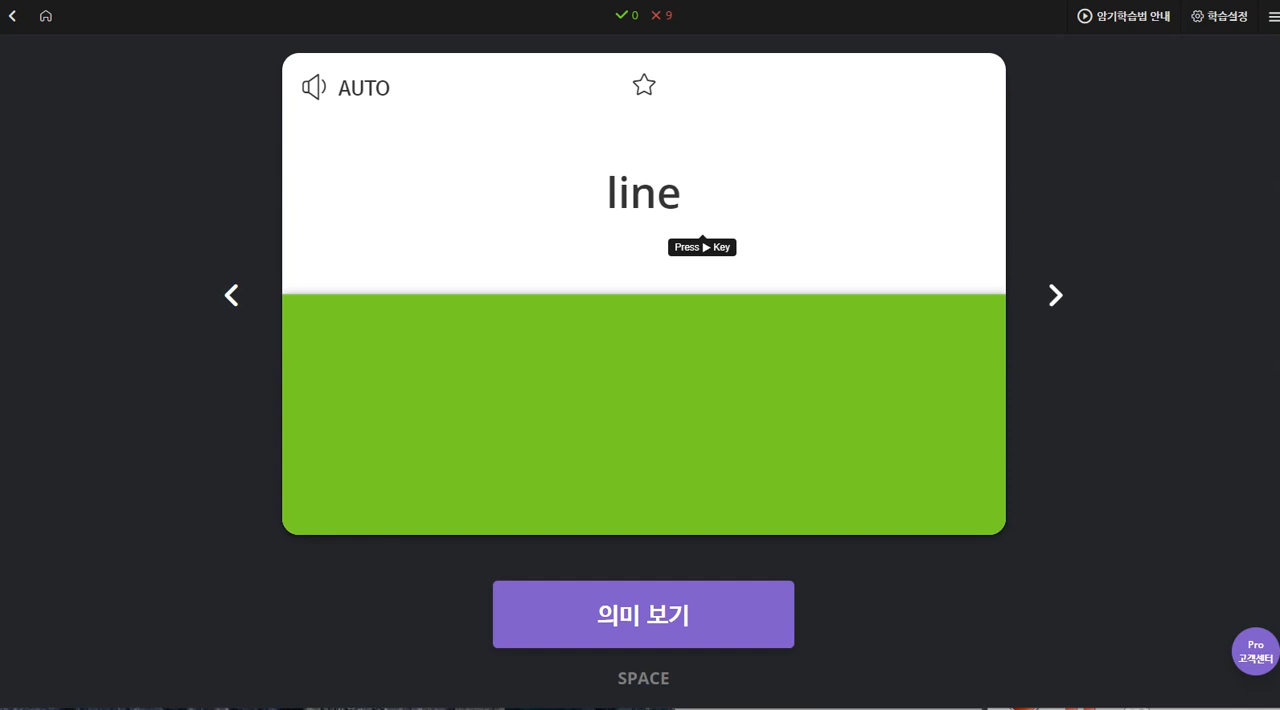 0 9 암기학습법 안내 학습설정
AUTO
line
Press ▶ Key
의미 보기
SPACE
Pro
고객센터